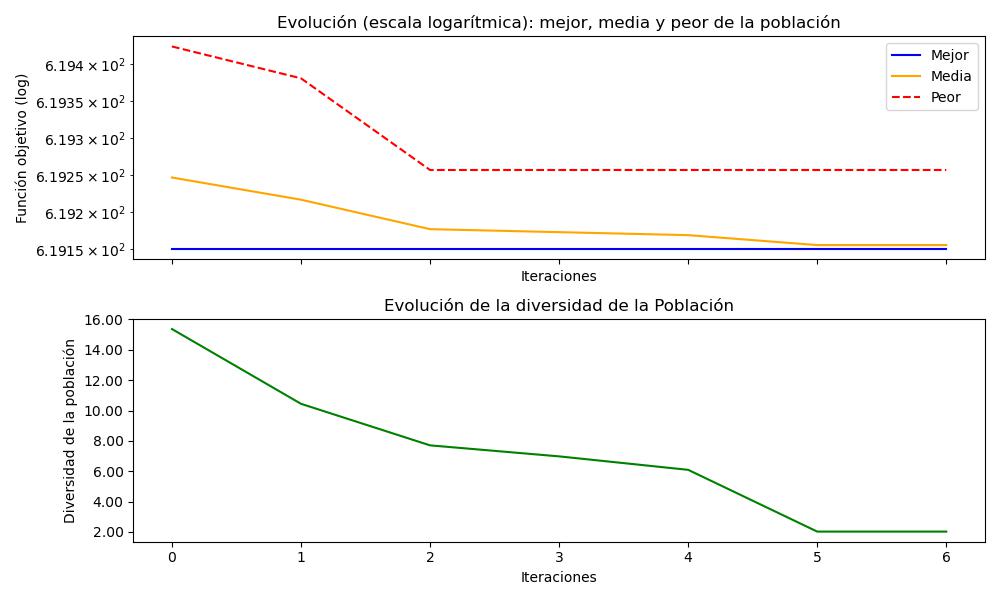 Evolución (escala logarítmica): mejor, media y peor de la población
Función objetivo (log)
6.194 × 10²
6.1935 × 10²
6.193 × 10²
6.1925 × 10²
6.192 × 10²
6.1915 × 10²
Mejor
Media
Peor
Iteraciones
Evolución de la diversidad de la Población
Diversidad de la población
16.00
14.00
12.00
10.00
8.00
6.00
4.00
2.00
0 1 2 3 4 5 6
Iteraciones